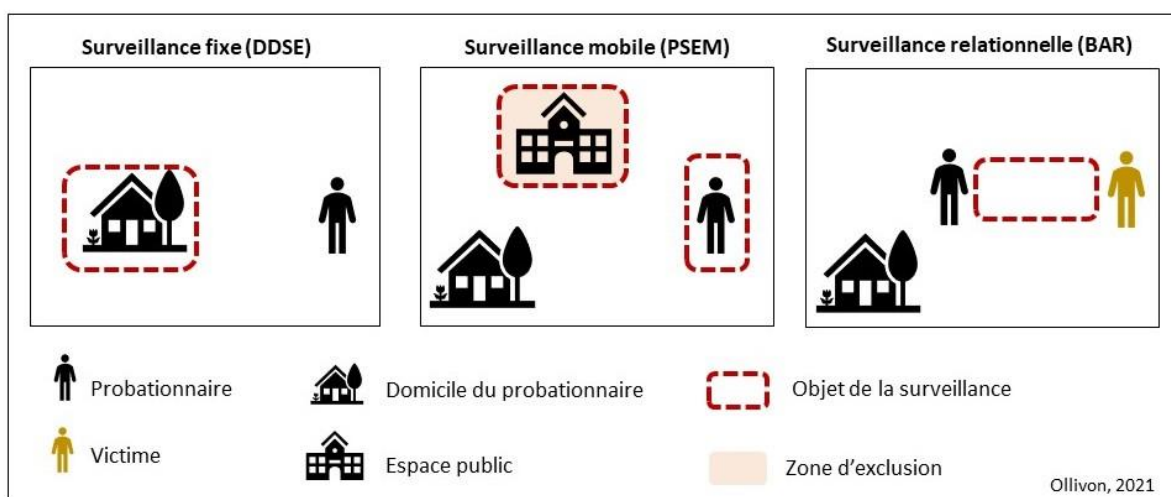 Surveillance fixe (DDSE)
Surveillance mobile (PSEM)
Surveillance relationnelle (BAR)
Probationnaire
Domicile du probationnaire
Objet de la surveillance
Victime
Espace public
Zone d'exclusion
Ollivon, 2021